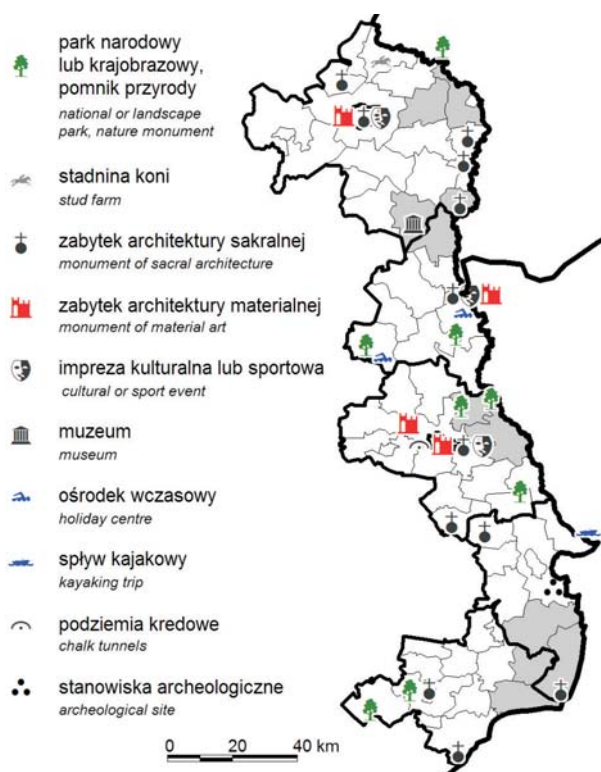 park narodowy
lub krajobrazowy,
pomnik przyrody
national or landscape
park, nature monument
stadnina koni
stud farm
zabytek architektury sakralnej
monument of sacral architecture
zabytek architektury materialnej
monument of material art
impreza kulturalna lub sportowa
cultural or sport event
muzeum
museum
ośrodek wczasowy
holiday centre
spływ kajakowy
kayaking trip
podziemia kredowe
chalk tunnels
stanowiska archeologiczne
archeological site
0 20 40 km